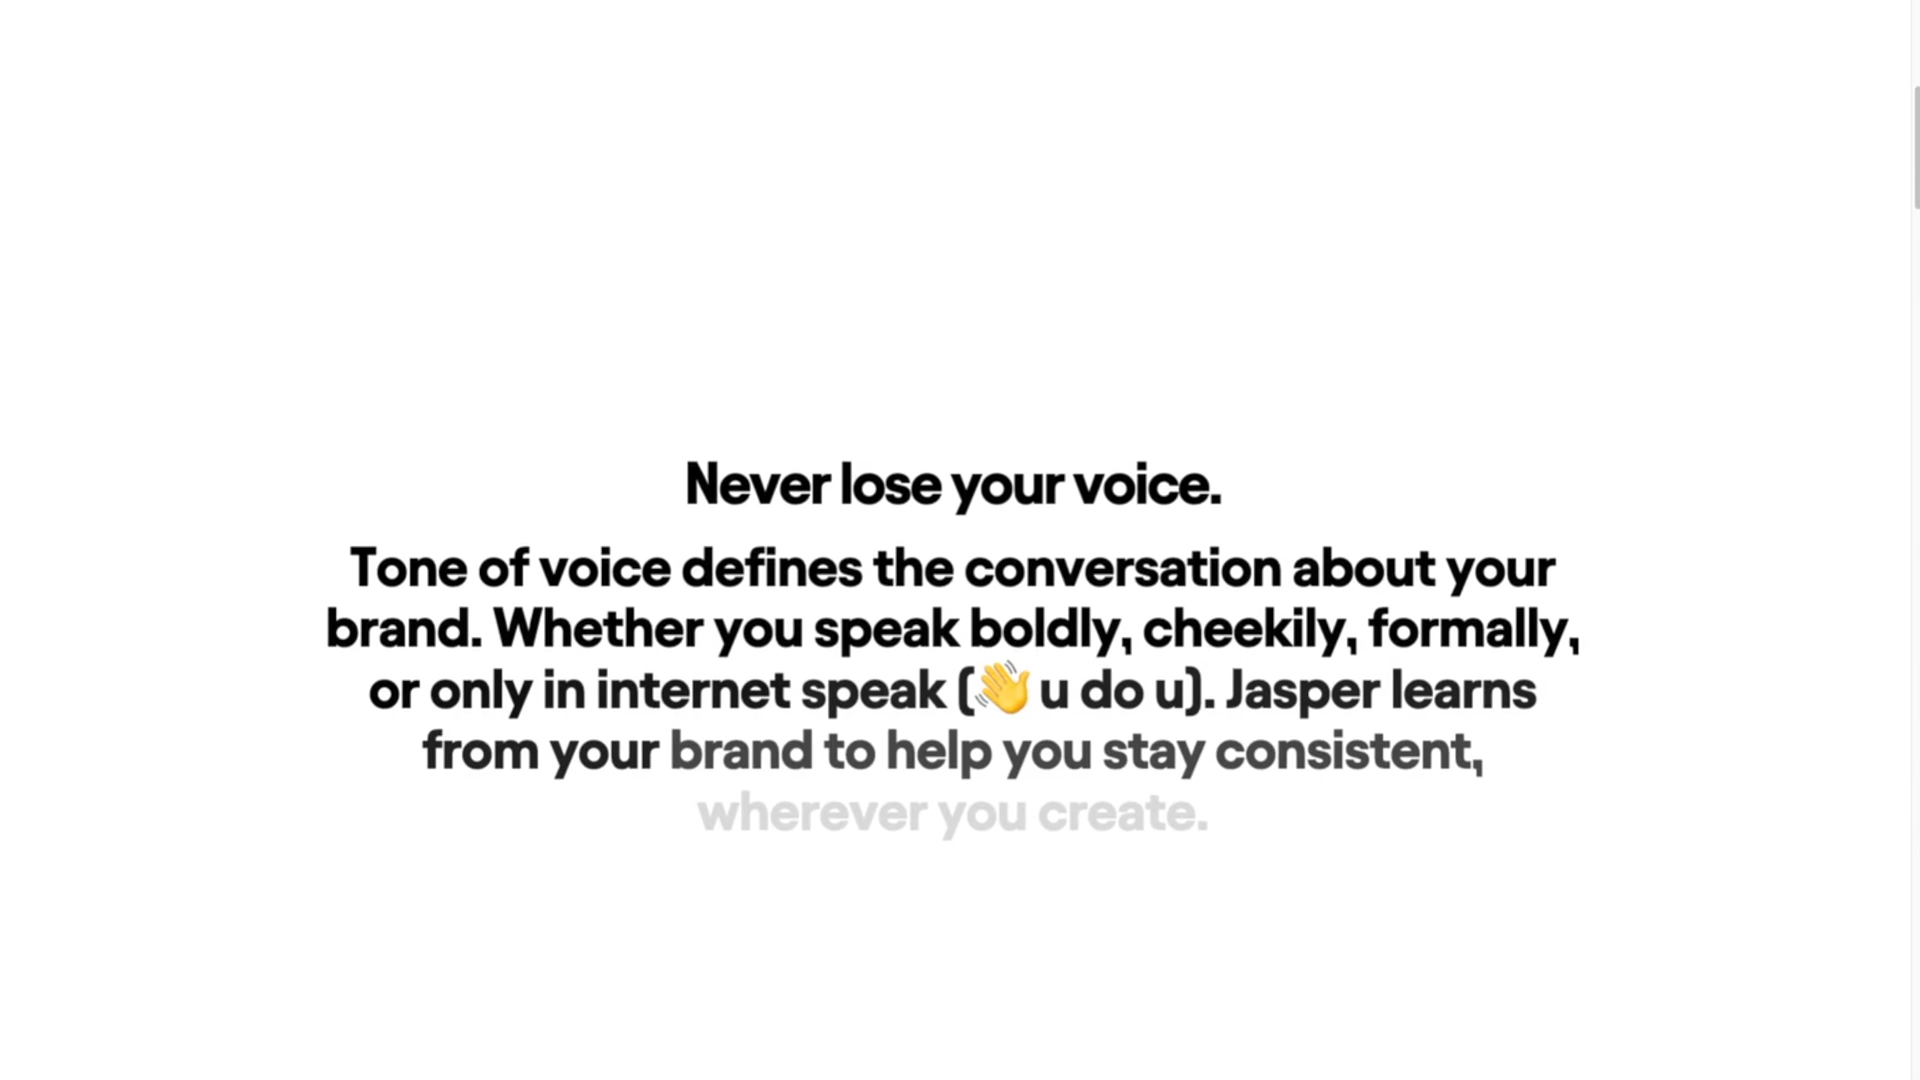 Never lose your voice.
Tone of voice defines the conversation about your
brand. Whether you speak boldly, cheekily, formally,
or only in internet speak (👋 u do u). Jasper learns
from your brand to help you stay consistent,
wherever you create.